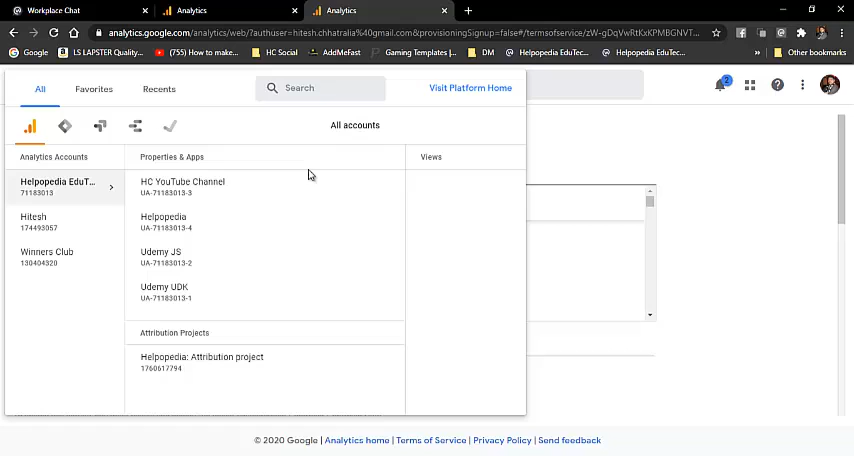 Workplace Chat
Analytics
Analytics
analytics.google.com/analytics/web/?authuser=hitesh.chhatralia%40gmail.com&provisioningSignup=false#/termsofservice/zW-gDqVwRtKxKPMBGNVT...
Google
LS LAPSTER Quality...
(755) How to make...
HC Social
AddMeFast
Gaming Templates |...
DM
Helpopedia EduTec...
Helpopedia EduTec...
»
Other bookmarks
All
Favorites
Recents
Search
Visit Platform Home
2
All accounts
Analytics Accounts
Properties & Apps
Views
Helpopedia EduT...
71183013
Hitesh
174493057
Winners Club
130404320
HC YouTube Channel
UA-71183013-3
Helpopedia
UA-71183013-4
Udemy JS
UA-71183013-2
Udemy UDK
UA-71183013-1
Attribution Projects
Helpopedia: Attribution project
1760617794
© 2020 Google | Analytics home | Terms of Service | Privacy Policy | Send feedback